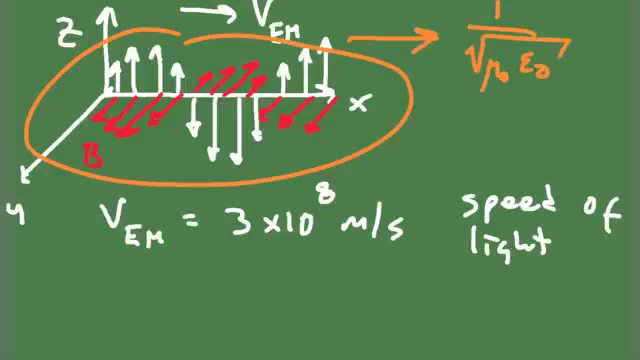 Z → V_EM → 1
√μ₀ ε₀
x
B
y V_EM = 3 × 10⁸ m/s speed of
light